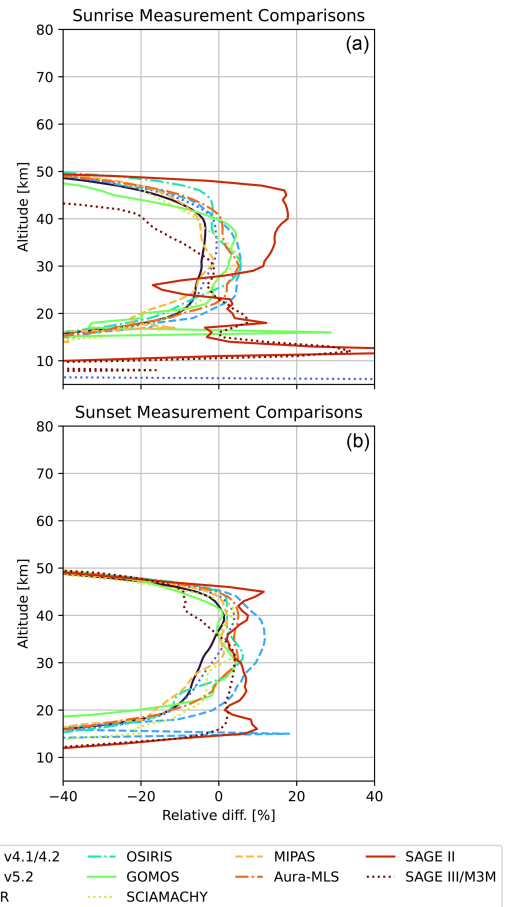 Sunrise Measurement Comparisons
(a)
80
70
60
50
40
30
20
10
Altitude [km]
Sunset Measurement Comparisons
(b)
80
70
60
50
40
30
20
10
Altitude [km]
−40 −20 0 20 40
Relative diff. [%]
v4.1/4.2 OSIRIS MIPAS SAGE II
v5.2 GOMOS Aura-MLS SAGE III/M3M
R SCIAMACHY